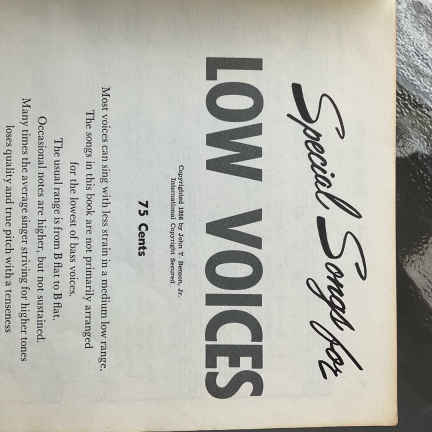 Special Songs for
LOW VOICES
Copyrighted 1956 by John T. Benson, Jr.
International Copyright Secured.
75 Cents
Most voices can sing with less strain in a medium low range.
The songs in this book are not primarily arranged
for the lowest of bass voices.
The usual range is from B flat to B flat.
Occasional notes are higher, but not sustained.
Many times the average singer striving for higher tones
loses quality and true pitch with a tenseness